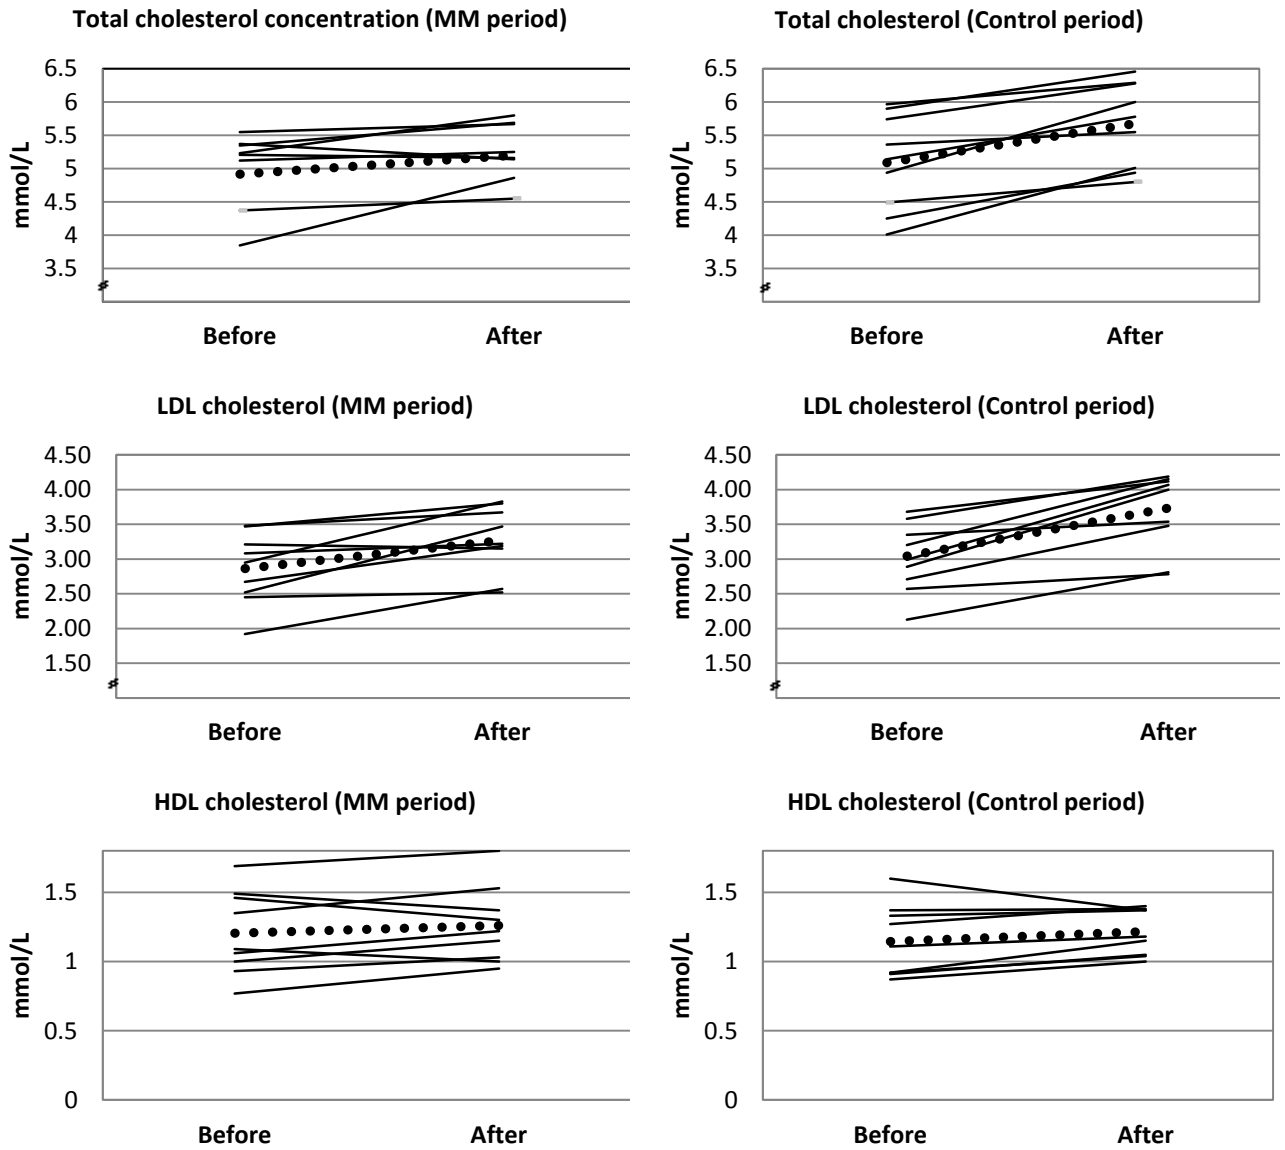 Total cholesterol concentration (MM period)
6.5
6
5.5
5
4.5
4
3.5
mmol/L
Before After
Total cholesterol (Control period)
6.5
6
5.5
5
4.5
4
3.5
mmol/L
Before After
LDL cholesterol (MM period)
4.50
4.00
3.50
3.00
2.50
2.00
1.50
mmol/L
Before After
LDL cholesterol (Control period)
4.50
4.00
3.50
3.00
2.50
2.00
1.50
mmol/L
Before After
HDL cholesterol (MM period)
1.5
1
0.5
0
mmol/L
Before After
HDL cholesterol (Control period)
1.5
1
0.5
0
mmol/L
Before After